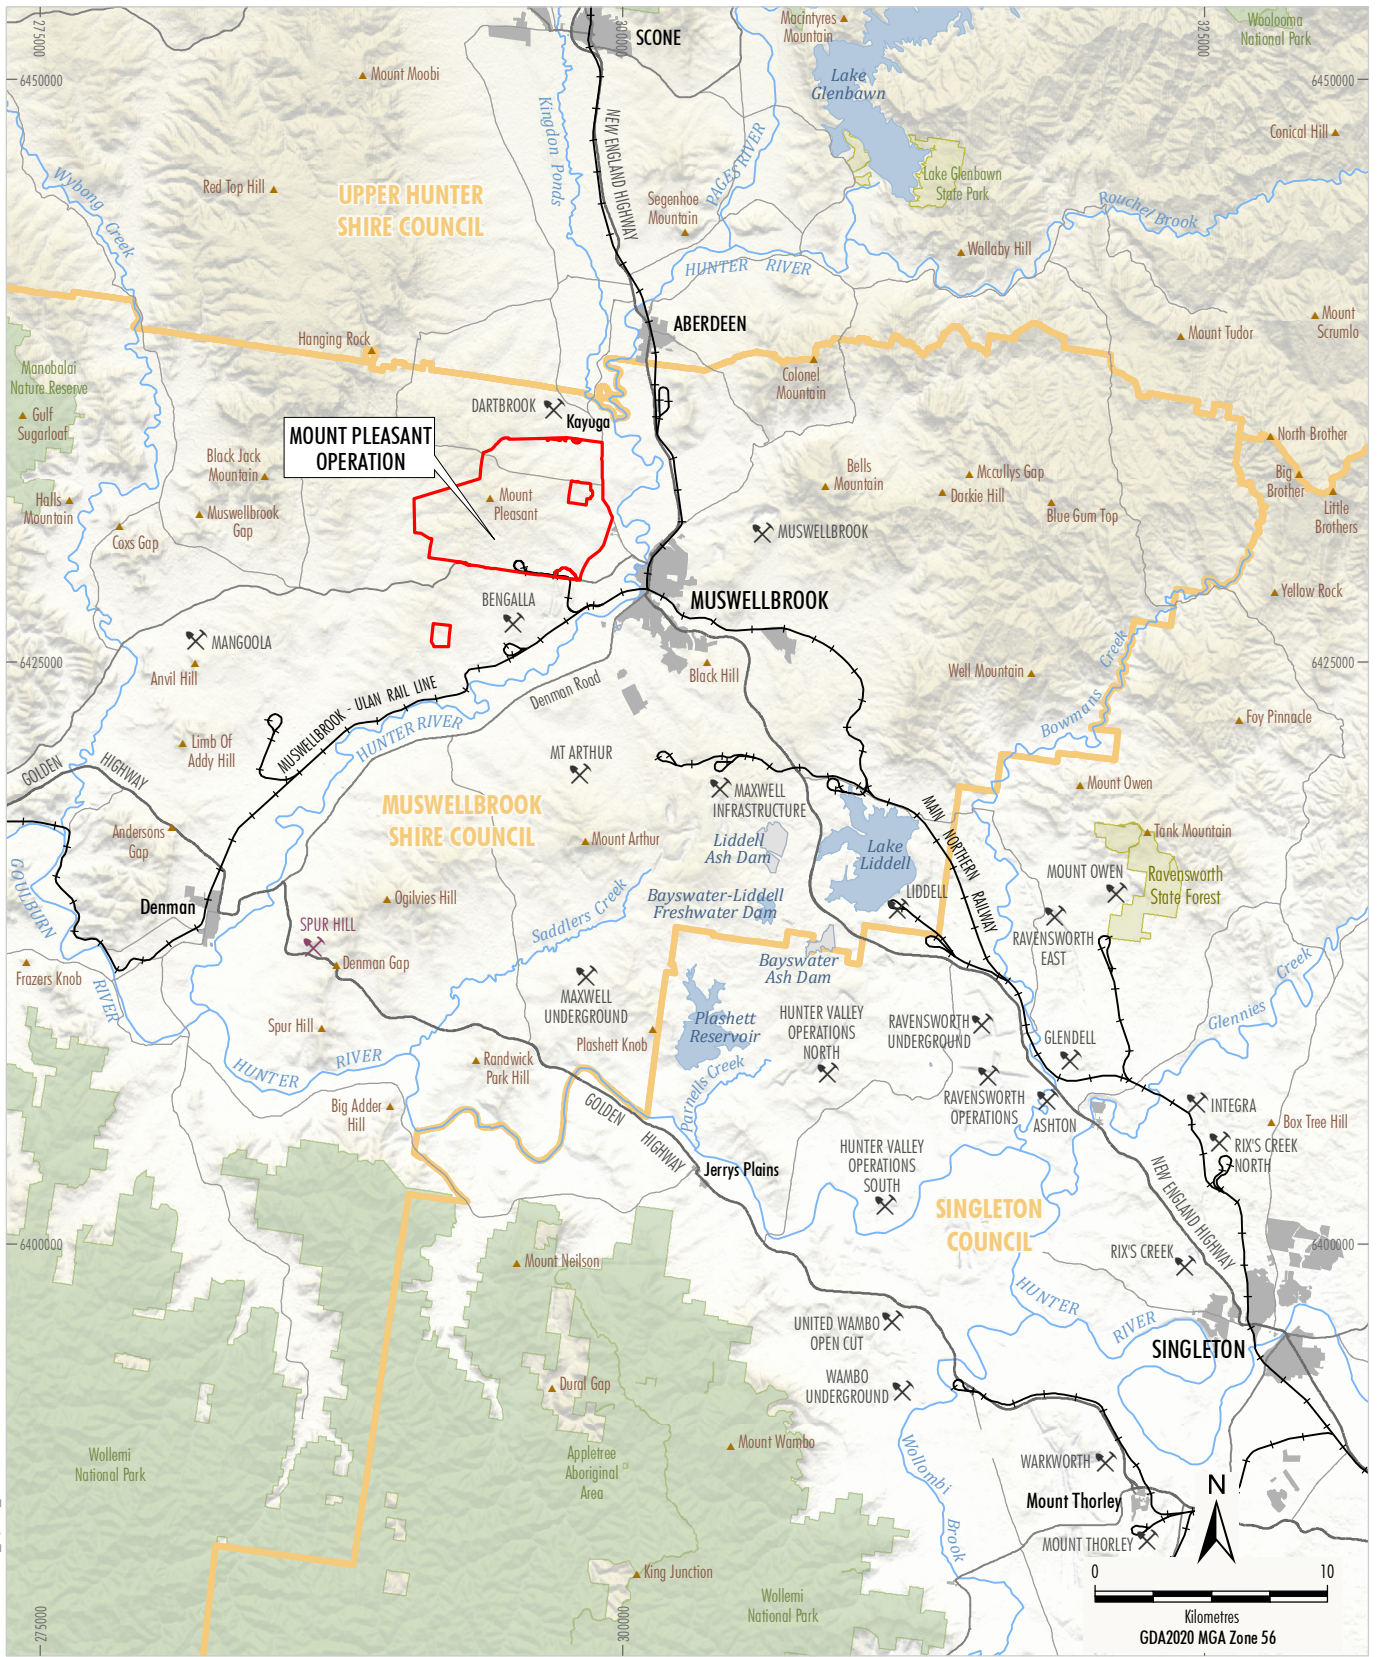 275000
300000
325000
SCONE
Macintyres
Mountain
Woolooma
National Park
6450000
6450000
Mount Moobi
Lake
Glenbawn
Kingdon Ponds
NEW ENGLAND HIGHWAY
PAGES RIVER
Conical Hill
Wybong Creek
Red Top Hill
UPPER HUNTER
SHIRE COUNCIL
Segenhoe
Mountain
Lake Glenbawn
State Park
Rouchel Brook
Wallaby Hill
HUNTER RIVER
ABERDEEN
Mount
Scrumlo
Mount Tudor
Hanging Rock
Manobalai
Nature Reserve
Colonel
Mountain
Gulf
Sugarloaf
DARTBROOK
Kayuga
MOUNT PLEASANT
OPERATION
North Brother
Black Jack
Mountain
Bells
Mountain
Mccullys Gap
Big
Brother
Darkie Hill
Halls
Mountain
Mount
Pleasant
Muswellbrook
Gap
Blue Gum Top
Little
Brothers
Coxs Gap
MUSWELLBROOK
Yellow Rock
BENGALLA
MUSWELLBROOK
MANGOOLA
Creek
6425000
6425000
Anvil Hill
Black Hill
Well Mountain
Denman Road
MUSWELLBROOK - ULAN RAIL LINE
Bowmans
Foy Pinnacle
HUNTER RIVER
Limb Of
Addy Hill
GOLDEN HIGHWAY
MT ARTHUR
MAXWELL
INFRASTRUCTURE
Mount Owen
MUSWELLBROOK
SHIRE COUNCIL
MAIN NORTHERN RAILWAY
Andersons
Gap
Mount Arthur
Liddell
Ash Dam
Lake
Liddell
Tank Mountain
MOUNT OWEN
Ravensworth
State Forest
GOULBURN
RIVER
Denman
Ogilvies Hill
Bayswater-Liddell
Freshwater Dam
LIDDELL
SPUR HILL
Saddlers Creek
RAVENSWORTH
EAST
Denman Gap
Bayswater
Ash Dam
Frazers Knob
MAXWELL
UNDERGROUND
Glennies Creek
Spur Hill
Plashett
Reservoir
HUNTER VALLEY
OPERATIONS
NORTH
RAVENSWORTH
UNDERGROUND
Plashett Knob
GLENDELL
HUNTER RIVER
Randwick
Park Hill
Parnells Creek
RAVENSWORTH
OPERATIONS
Big Adder
Hill
GOLDEN HIGHWAY
ASHTON
INTEGRA
Box Tree Hill
HUNTER VALLEY
OPERATIONS
SOUTH
RIX'S CREEK
NORTH
Jerrys Plains
NEW ENGLAND HIGHWAY
SINGLETON
COUNCIL
6400000
6400000
Mount Neilson
RIX'S CREEK
HUNTER RIVER
UNITED WAMBO
OPEN CUT
SINGLETON
WAMBO
UNDERGROUND
Dural Gap
Wollemi
National Park
Appletree
Aboriginal
Area
Mount Wambo
Wollombi
Brook
WARKWORTH
Mount Thorley
N
MOUNT THORLEY
King Junction
0
10
Wollemi
National Park
Kilometres
GDA2020 MGA Zone 56
275000
300000